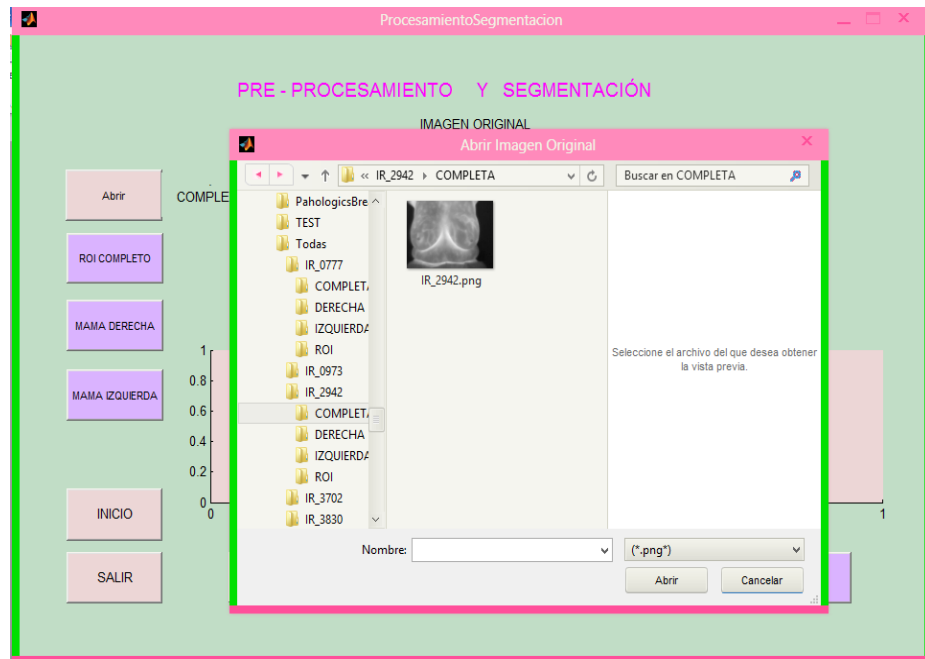 ProcesamientoSegmentacion
PRE - PROCESAMIENTO Y SEGMENTACIÓN
IMAGEN ORIGINAL
Abrir Imagen Original
« IR_2942 COMPLETA
Buscar en COMPLETA
PahologicsBre
TEST
Todas
IR_0777
COMPLETA
DERECHA
IZQUIERDA
ROI
IR_0973
IR_2942
COMPLETA
DERECHA
IZQUIERDA
ROI
IR_3702
IR_3830
IR_2942.png
Seleccione el archivo del que desea obtener
la vista previa.
Nombre:
(*.png*)
Abrir
Cancelar
Abrir
COMPLE
ROI COMPLETO
MAMA DERECHA
MAMA IZQUIERDA
INICIO
SALIR
1
0.8
0.6
0.4
0.2
0
0
1